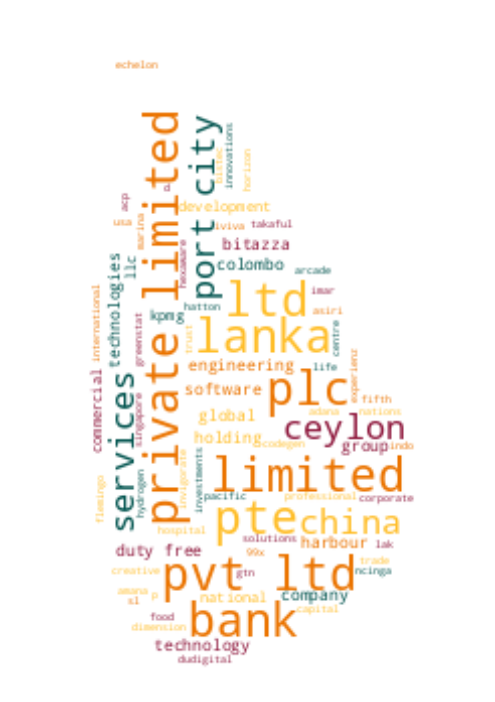 echelon
private limited
port city
innovations
bistec
horizon
acp
development
usa
marina
iviva
takaful
hexaware
bitazza
technologies
llc
colombo
arcade
international
ltd
imar
hatton
asiri
kpmg
greenstat
trust
lanka
centre
engineering
life
experienz
commercial
services
singapore
software
plc
fifth
global
adana
nations
ceylon
holding
codegen
group
indo
flamingo
hydrogen
invigorate
investments
limited
pacific
professional
corporate
pte
china
hospital
solutions
harbour
lak
duty free
99x
trade
creative
pvt ltd
gtn
ncinga
amana
p
sl
national
company
capital
food
bank
dimension
technology
dudigital